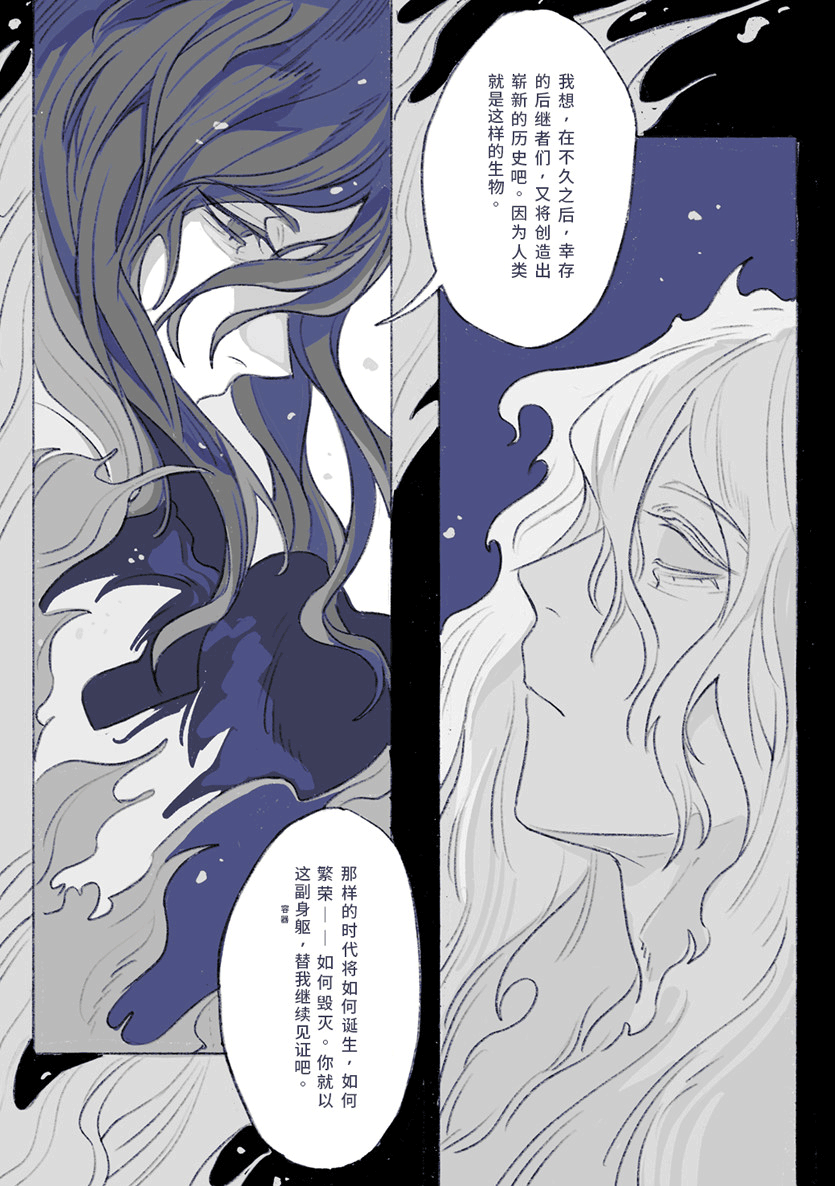 我想，在不久之后，幸存
的后继者们，又将创造出
崭新的历史吧。因为人类
就是这样的生物。
那样的时代将如何诞生，如何
繁荣——如何毁灭。你就以
这副身躯，替我继续见证吧。
容器